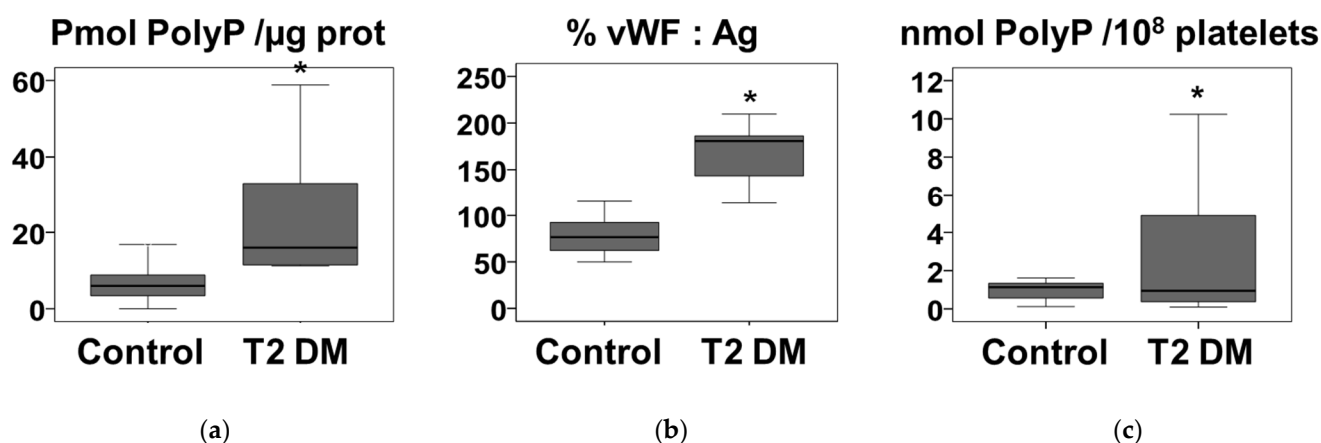 Pmol PolyP /µg prot
60
40
20
0
*
Control T2 DM
(a)
% vWF : Ag
250
200
150
100
50
0
*
Control T2 DM
(b)
nmol PolyP /10⁸ platelets
12
10
8
6
4
2
0
*
Control T2 DM
(c)